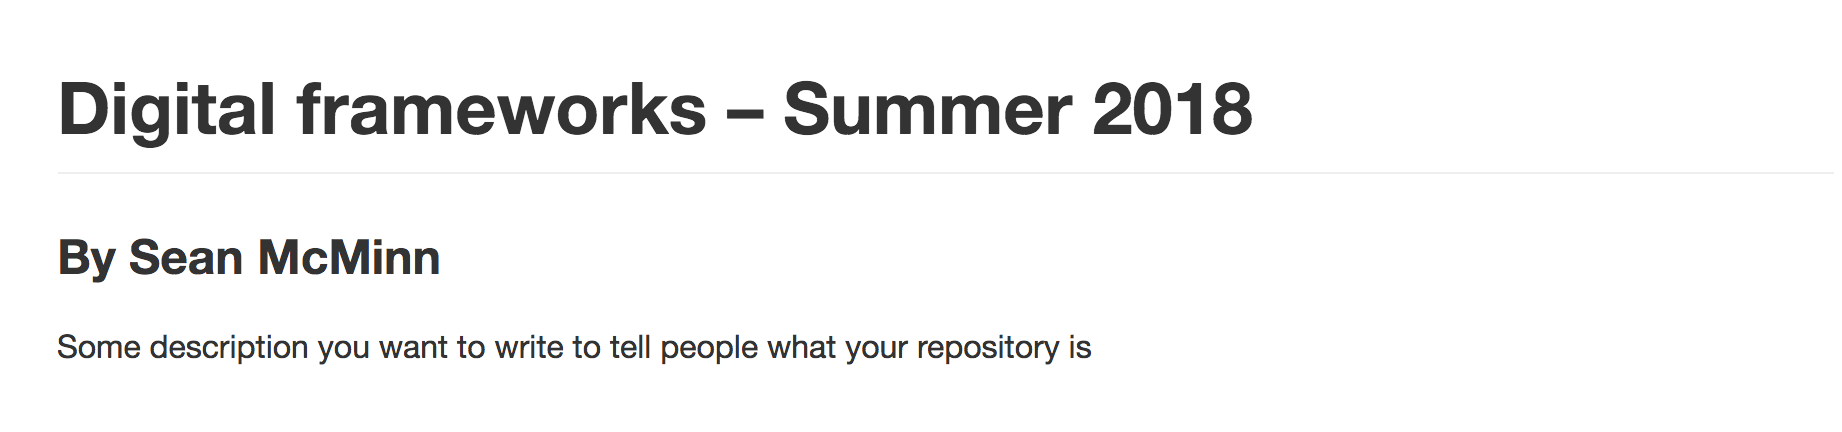 Digital frameworks – Summer 2018
By Sean McMinn
Some description you want to write to tell people what your repository is